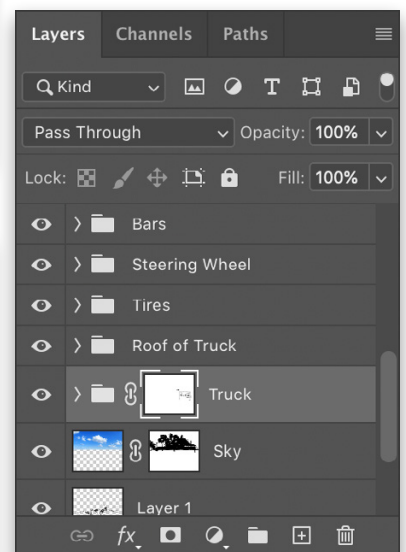 Layers Channels Paths
Kind
Pass Through Opacity: 100%
Lock: Fill: 100%
Bars
Steering Wheel
Tires
Roof of Truck
Truck
Sky
Layer 1
fx